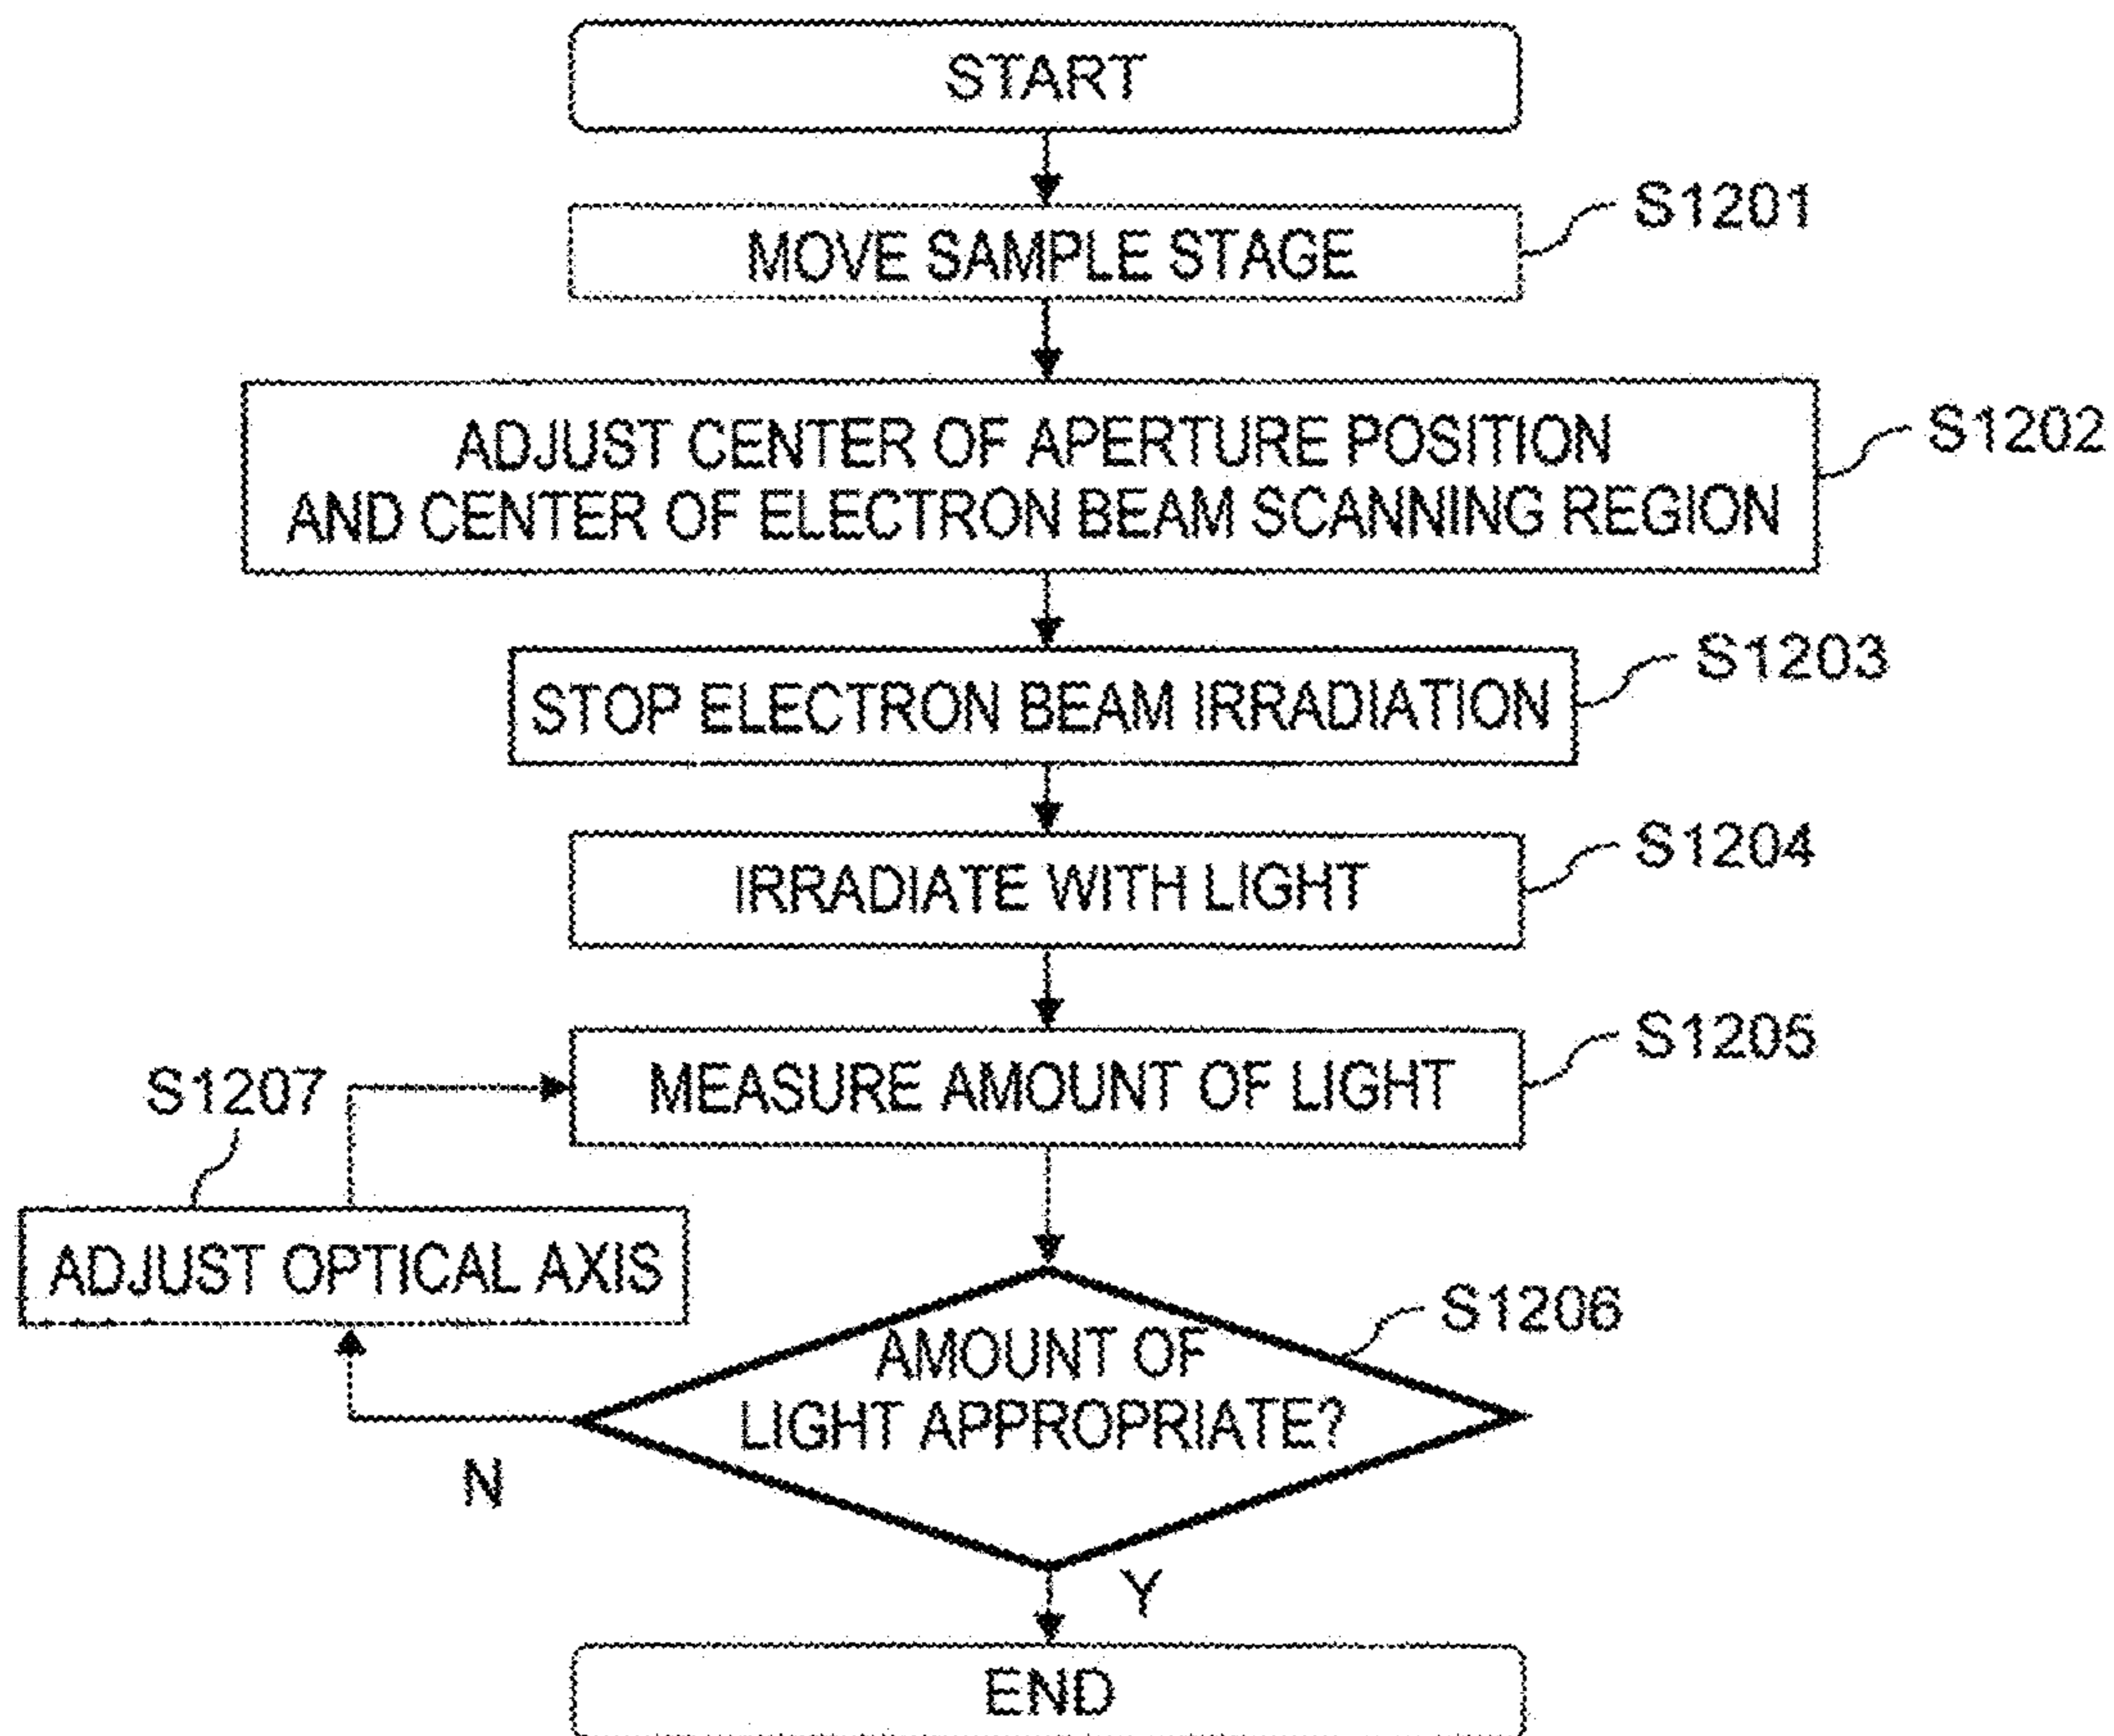 START
MOVE SAMPLE STAGE
S1201
ADJUST CENTER OF APERTURE POSITION
AND CENTER OF ELECTRON BEAM SCANNING REGION
S1202
STOP ELECTRON BEAM IRRADIATION
S1203
IRRADIATE WITH LIGHT
S1204
MEASURE AMOUNT OF LIGHT
S1205
S1207
ADJUST OPTICAL AXIS
AMOUNT OF
LIGHT APPROPRIATE?
S1206
N
Y
END